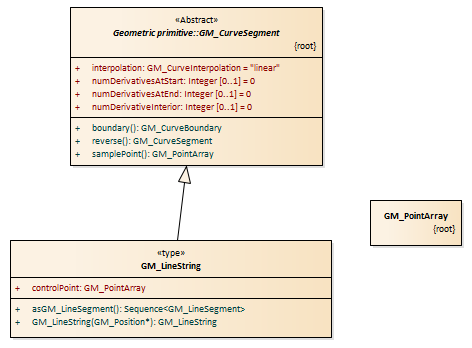 «Abstract»
Geometric primitive::GM_CurveSegment
{root}
+ interpolation: GM_CurveInterpolation = "linear"
+ numDerivativesAtStart: Integer [0..1] = 0
+ numDerivativesAtEnd: Integer [0..1] = 0
+ numDerivativeInterior: Integer [0..1] = 0
+ boundary(): GM_CurveBoundary
+ reverse(): GM_CurveSegment
+ samplePoint(): GM_PointArray
GM_PointArray
{root}
«type»
GM_LineString
+ controlPoint: GM_PointArray
+ asGM_LineSegment(): Sequence<GM_LineSegment>
+ GM_LineString(GM_Position*): GM_LineString